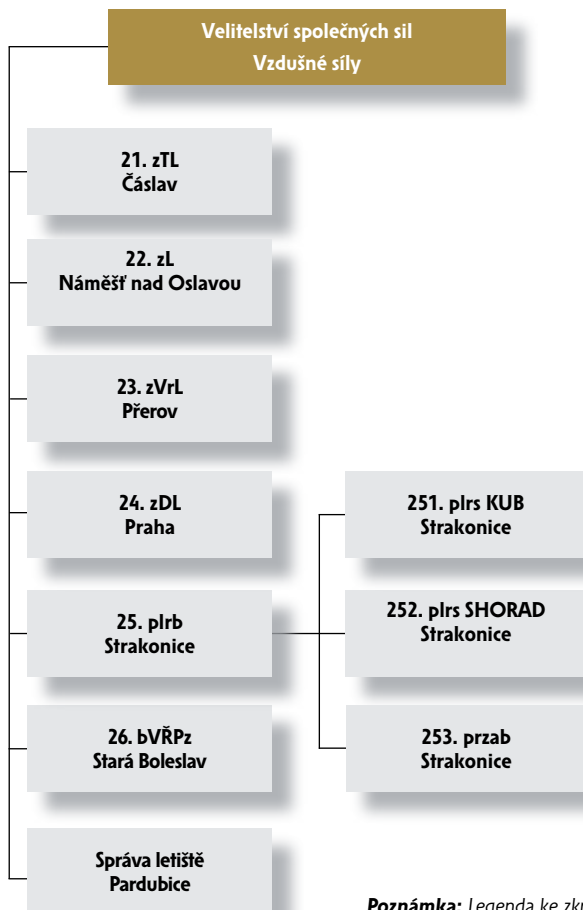 Velitelství společných sil
Vzdušné síly
21. zTL
Čáslav
22. zL
Náměšť nad Oslavou
23. zVrL
Přerov
24. zDL
Praha
25. plrb
Strakonice
26. bVŘPz
Stará Boleslav
Správa letiště
Pardubice
251. plrs KUB
Strakonice
252. plrs SHORAD
Strakonice
253. przab
Strakonice
Poznámka: Legenda ke